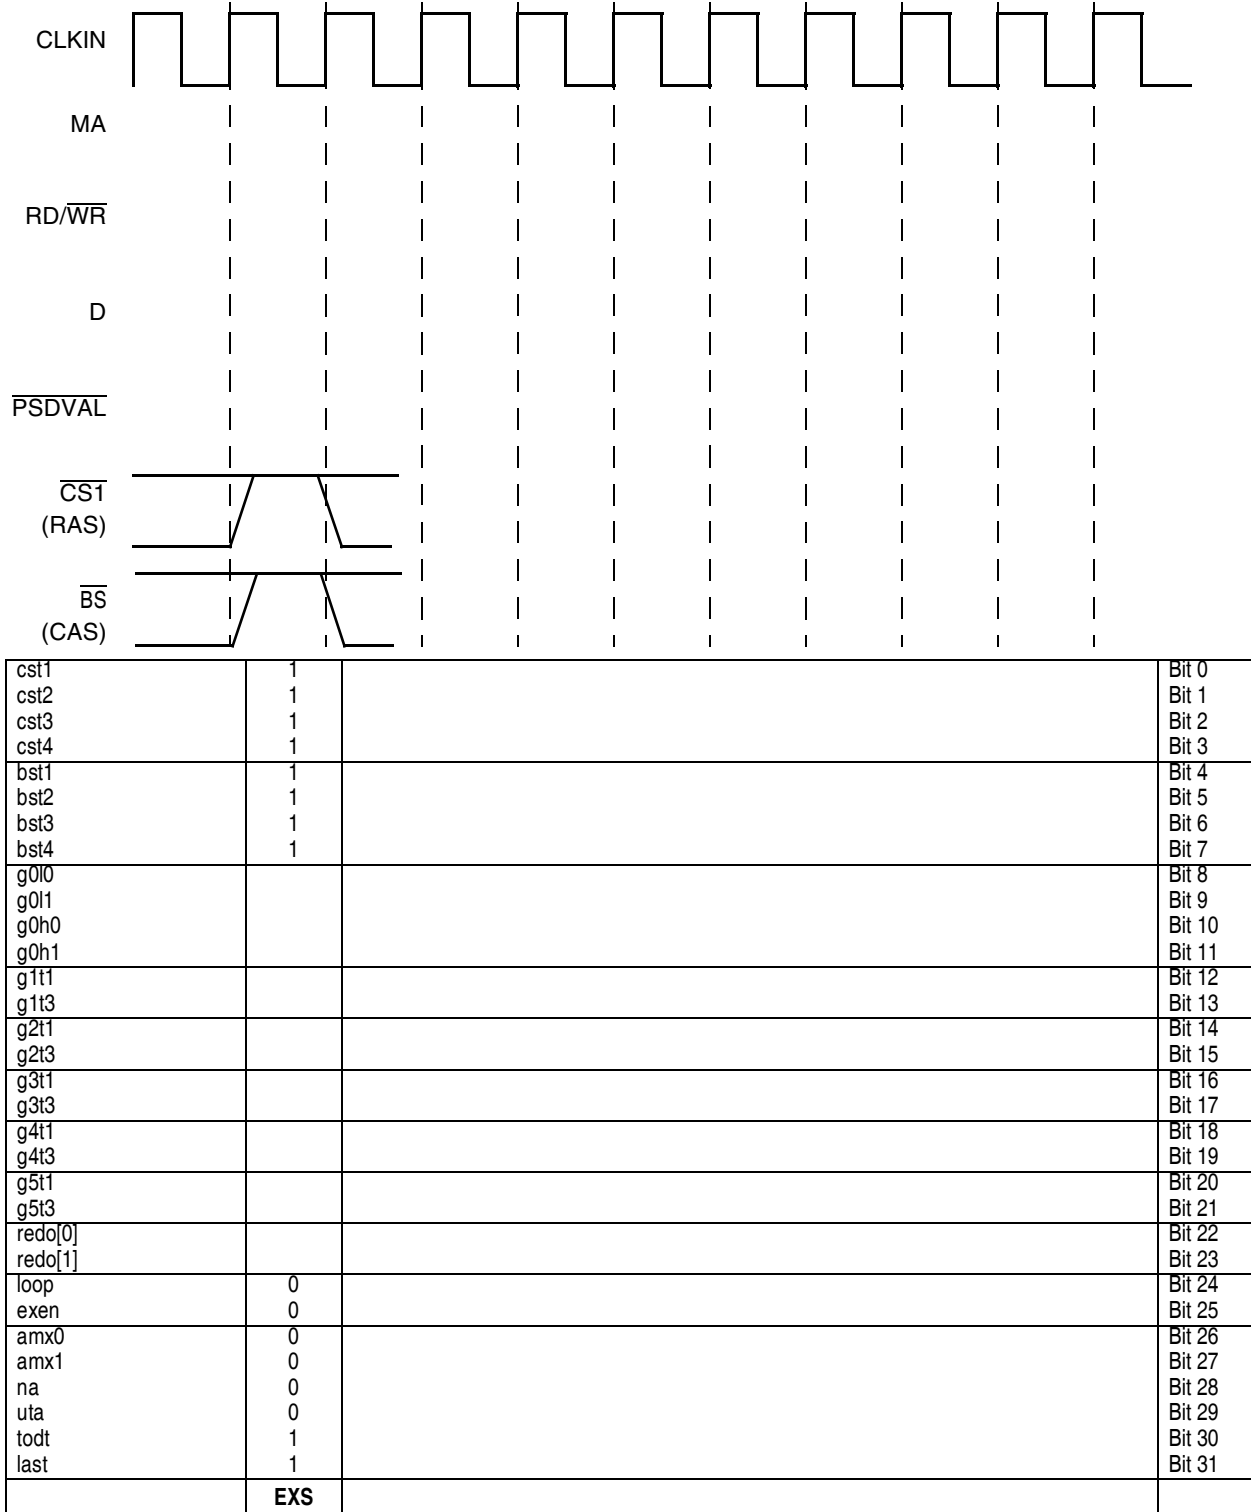 CLKIN
MA
RD/WR
D
PSDVAL
CS1
(RAS)
BS
(CAS)
cst1 1 Bit 0
cst2 1 Bit 1
cst3 1 Bit 2
cst4 1 Bit 3
bst1 1 Bit 4
bst2 1 Bit 5
bst3 1 Bit 6
bst4 1 Bit 7
g0l0 Bit 8
g0l1 Bit 9
g0h0 Bit 10
g0h1 Bit 11
g1t1 Bit 12
g1t3 Bit 13
g2t1 Bit 14
g2t3 Bit 15
g3t1 Bit 16
g3t3 Bit 17
g4t1 Bit 18
g4t3 Bit 19
g5t1 Bit 20
g5t3 Bit 21
redo[0] Bit 22
redo[1] Bit 23
loop 0 Bit 24
exen 0 Bit 25
amx0 0 Bit 26
amx1 0 Bit 27
na 0 Bit 28
uta 0 Bit 29
todt 1 Bit 30
last 1 Bit 31
EXS